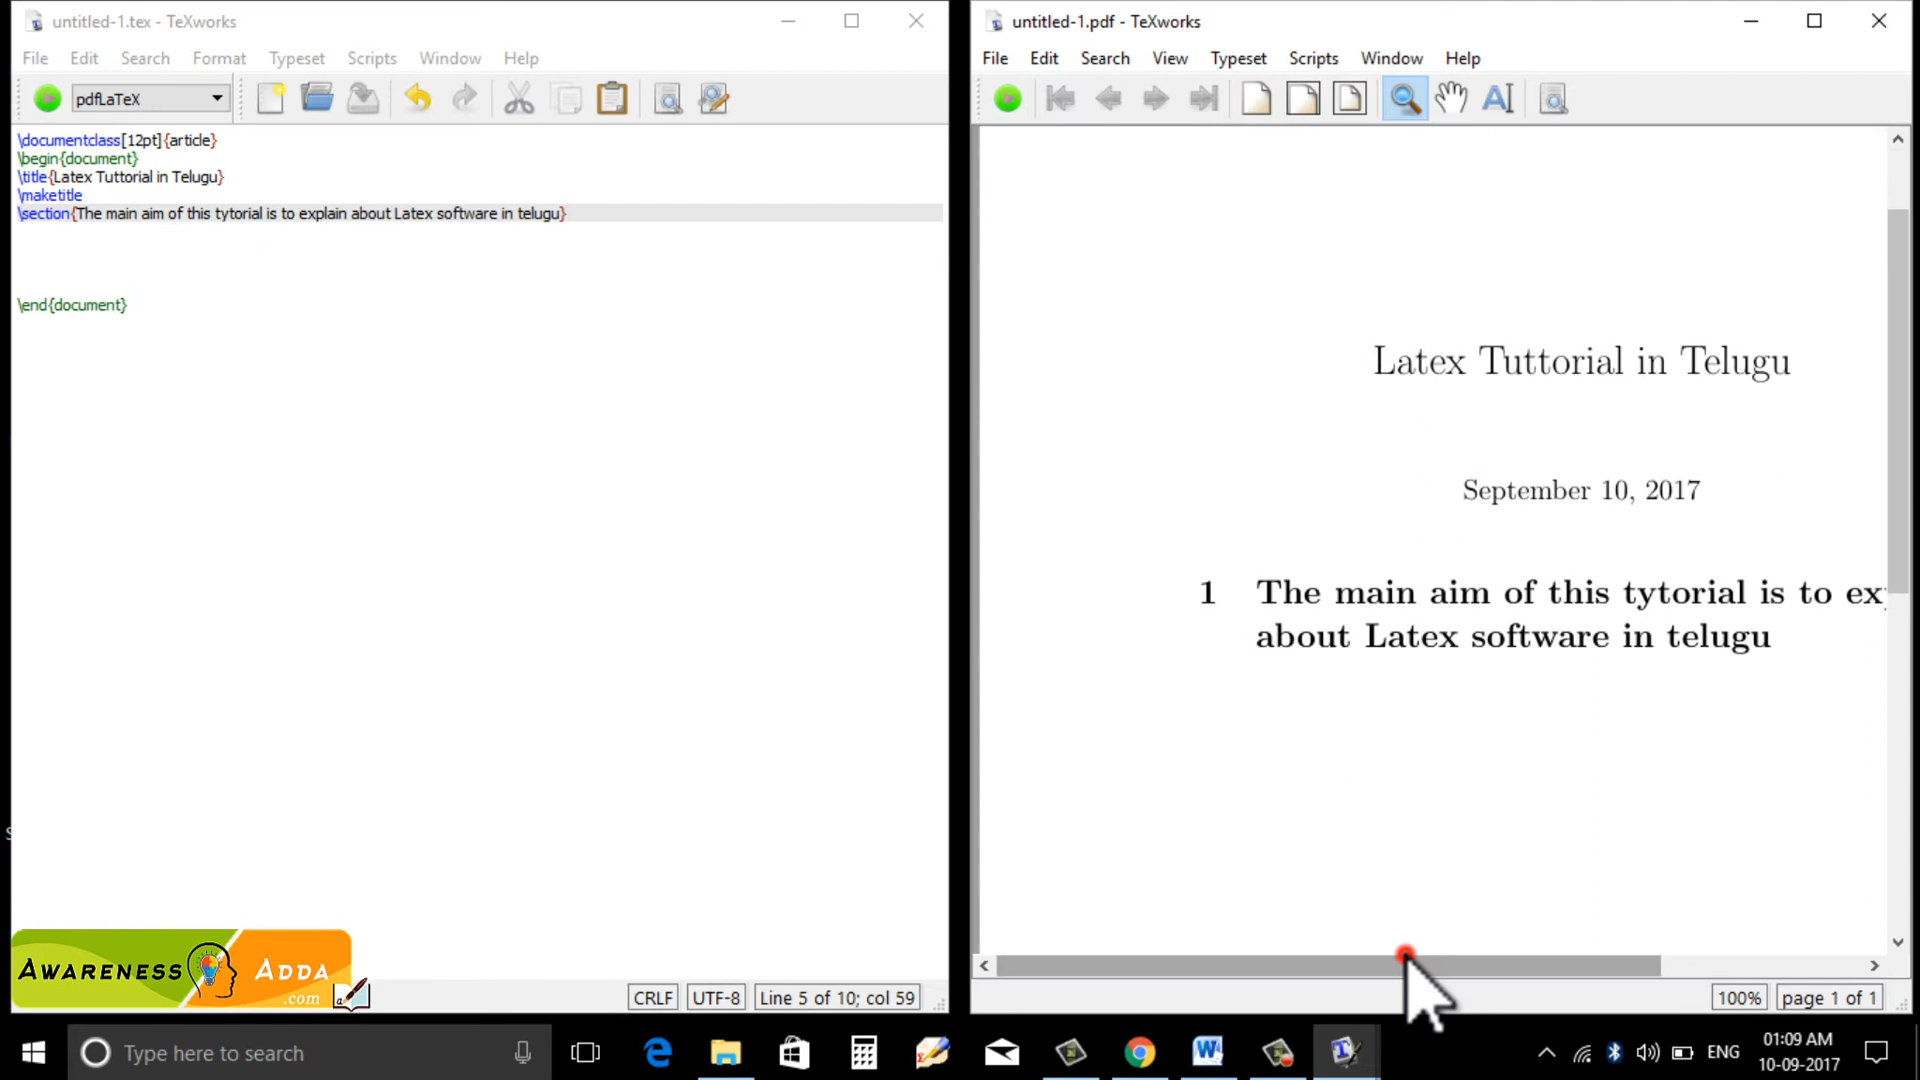 untitled-1.tex - TeXworks
File Edit Search Format Typeset Scripts Window Help
pdfLaTeX
\documentclass[12pt]{article}
\begin{document}
\title{Latex Tuttorial in Telugu}
\maketitle
\section{The main aim of this tytorial is to explain about Latex software in telugu}
\end{document}
CRLF UTF-8 Line 5 of 10; col 59
untitled-1.pdf - TeXworks
File Edit Search View Typeset Scripts Window Help
Latex Tuttorial in Telugu
September 10, 2017
1 The main aim of this tytorial is to ex
about Latex software in telugu
100% page 1 of 1
AWARENESS ADDA
.com
Type here to search
ENG
01:09 AM
10-09-2017